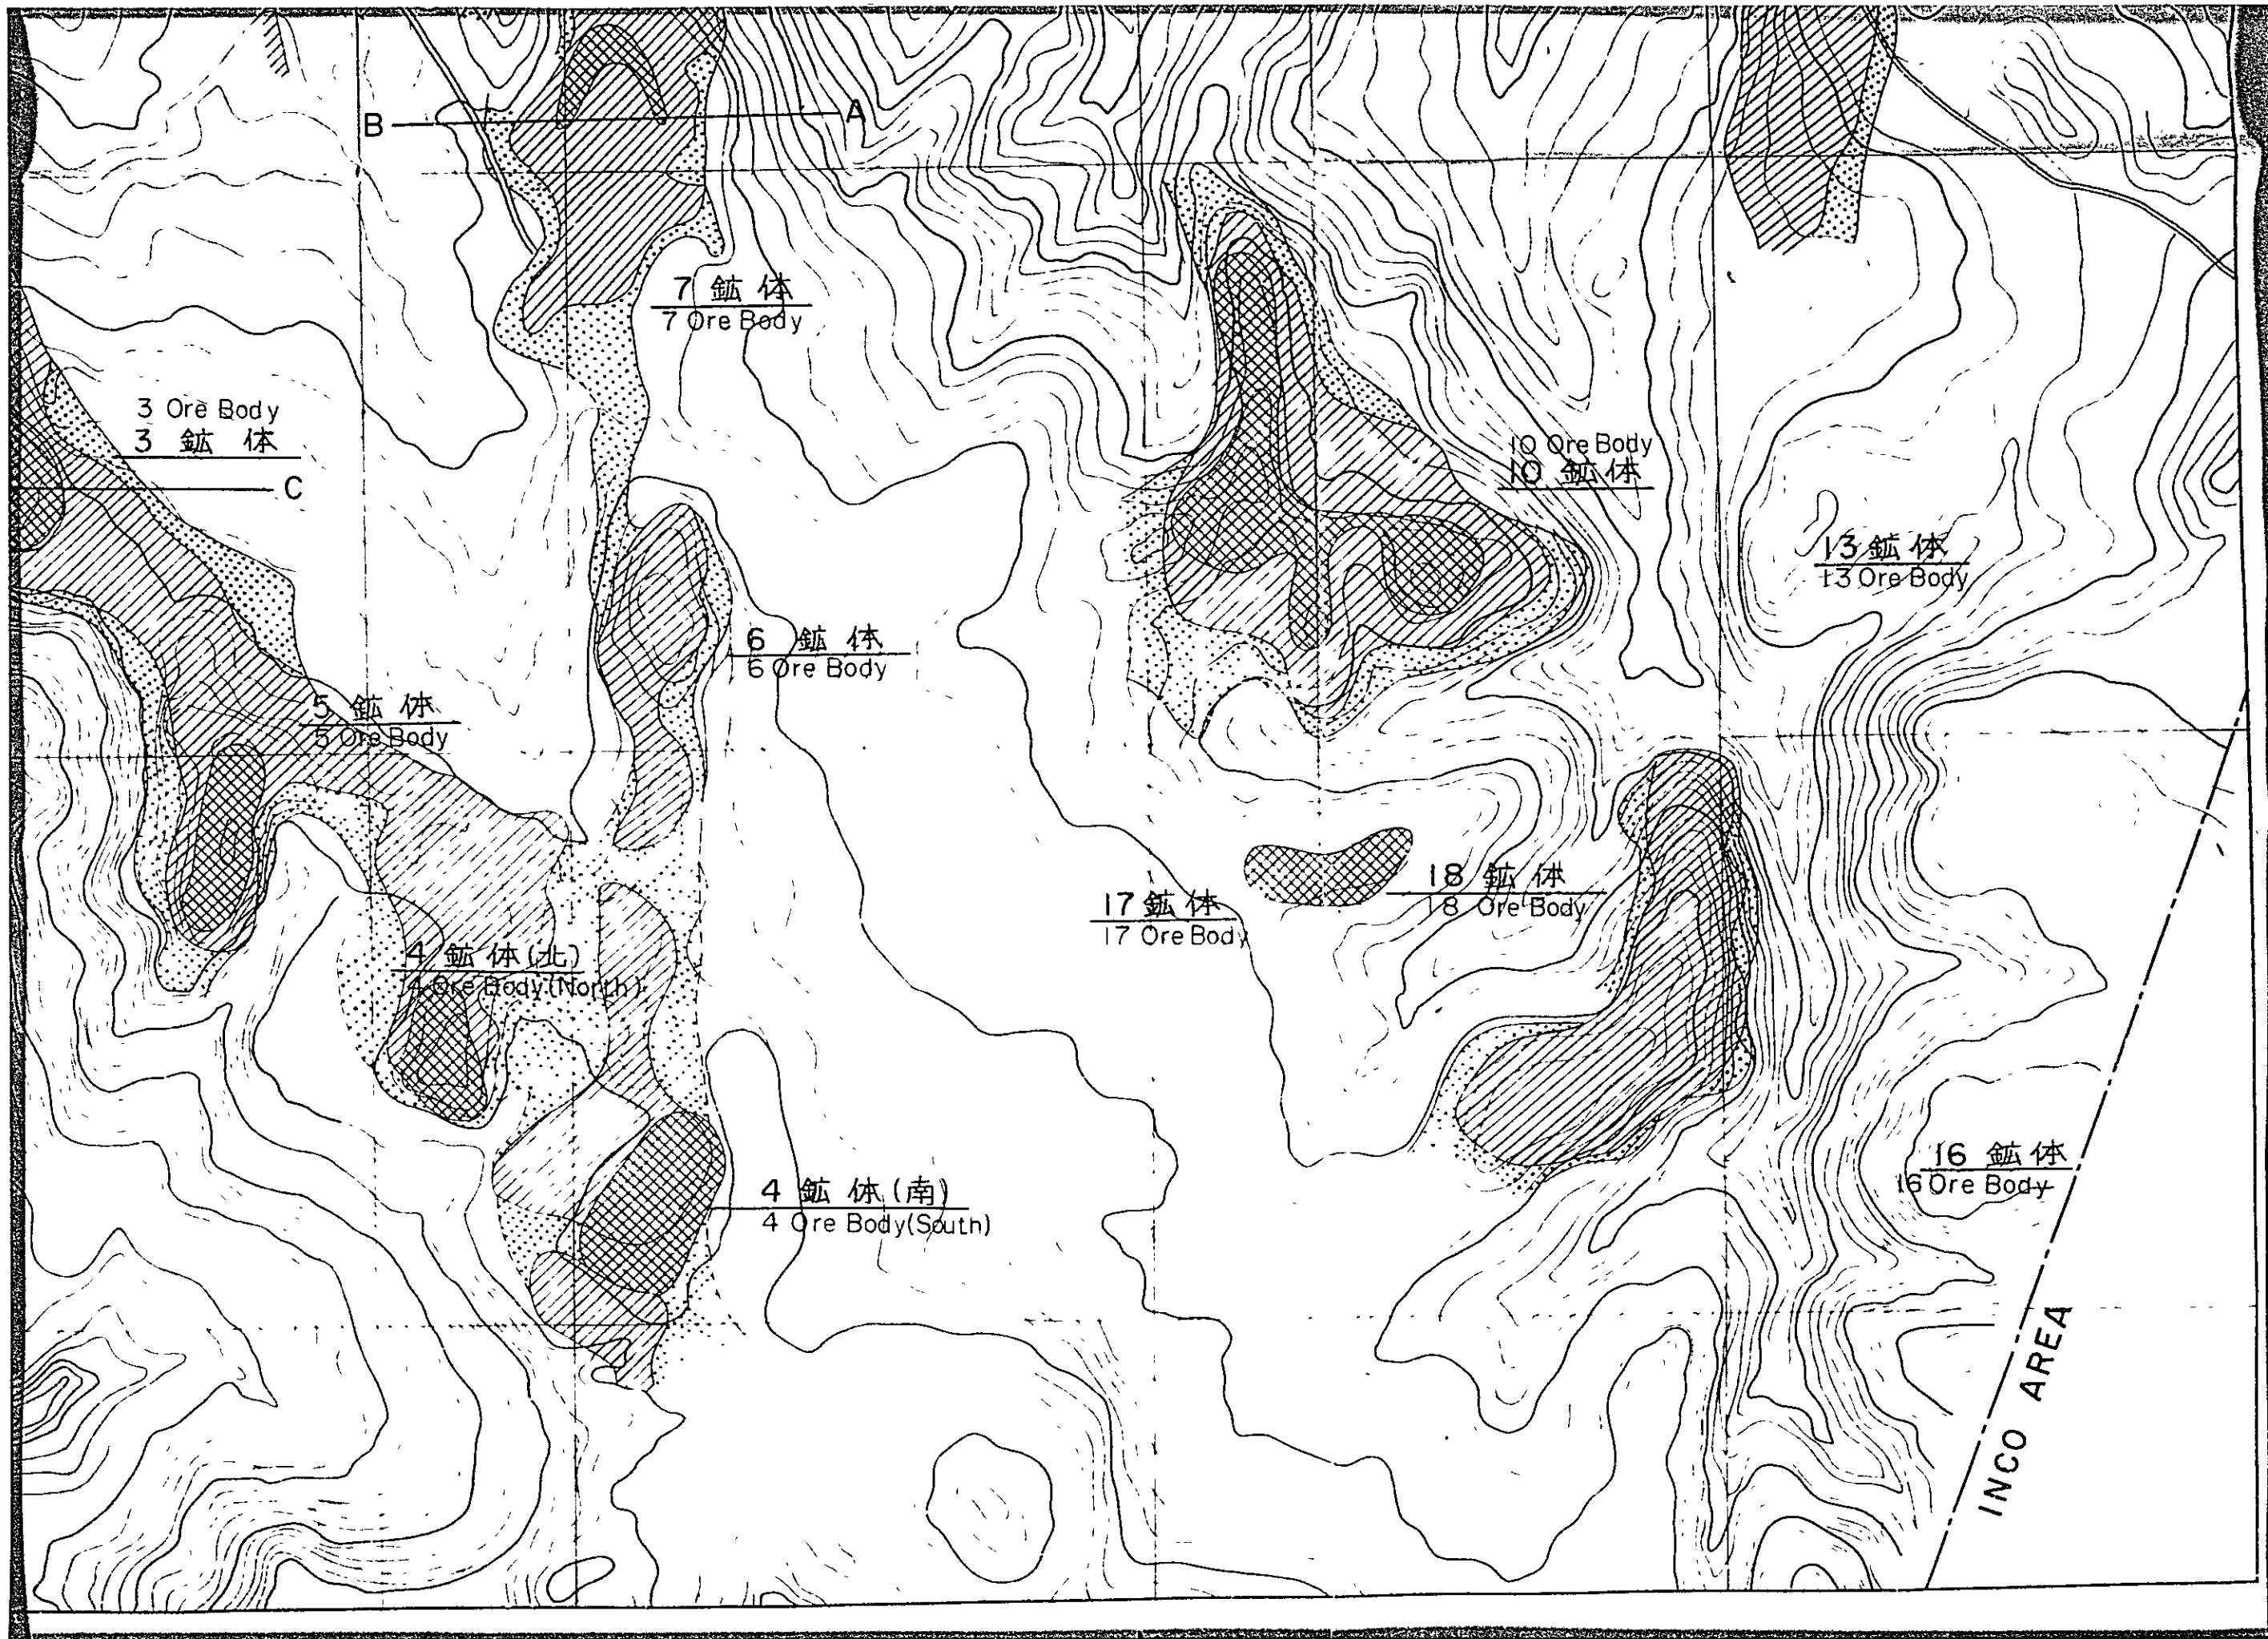 B A
7 鉱体
7 Ore Body
3 Ore Body
3 鉱体
C
10 Ore Body
10 鉱体
13 鉱体
13 Ore Body
6 鉱体
6 Ore Body
5 鉱体
5 Ore Body
18 鉱体
18 Ore Body
17 鉱体
17 Ore Body
4 鉱体(北)
4 Ore Body(North)
16 鉱体
16 Ore Body
4 鉱体(南)
4 Ore Body(South)
INCO AREA